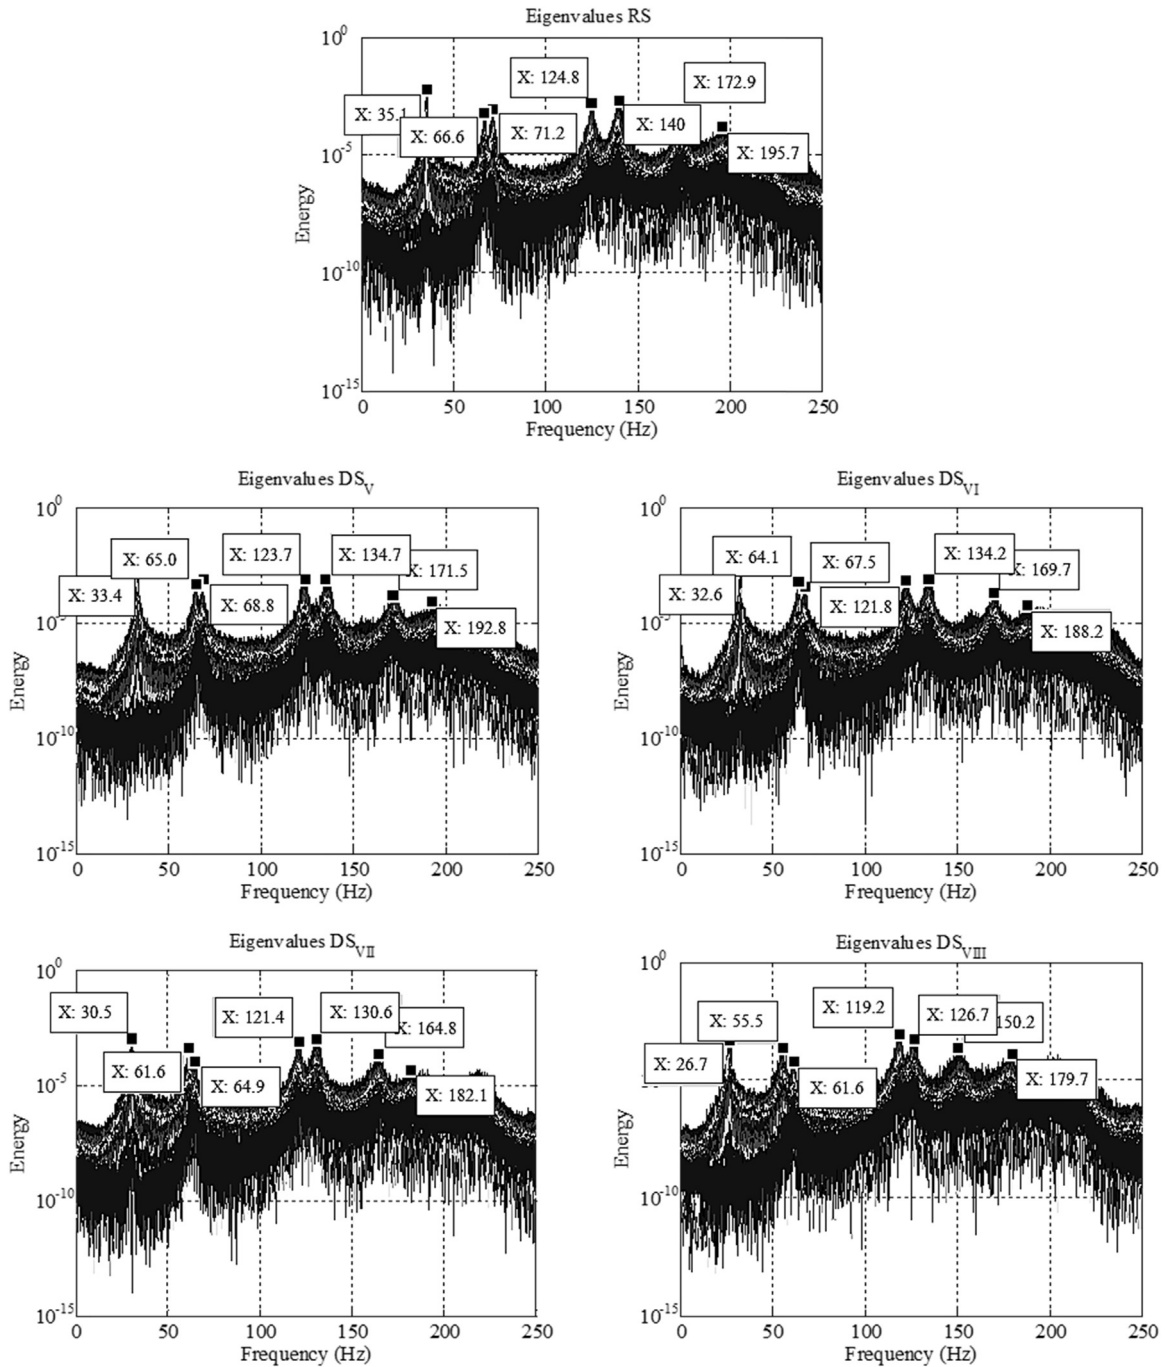 Eigenvalues RS
10^0
10^-5
10^-10
10^-15
Energy
X: 35.1
X: 66.6
X: 71.2
X: 124.8
X: 140
X: 172.9
X: 195.7
0 50 100 150 200 250
Frequency (Hz)
Eigenvalues DS_V
10^0
10^-5
10^-10
10^-15
Energy
X: 33.4
X: 65.0
X: 68.8
X: 123.7
X: 134.7
X: 171.5
X: 192.8
0 50 100 150 200 250
Frequency (Hz)
Eigenvalues DS_VI
10^0
10^-5
10^-10
10^-15
Energy
X: 32.6
X: 64.1
X: 67.5
X: 121.8
X: 134.2
X: 169.7
X: 188.2
0 50 100 150 200 250
Frequency (Hz)
Eigenvalues DS_VII
10^0
10^-5
10^-10
10^-15
Energy
X: 30.5
X: 61.6
X: 64.9
X: 121.4
X: 130.6
X: 164.8
X: 182.1
0 50 100 150 200 250
Frequency (Hz)
Eigenvalues DS_VIII
10^0
10^-5
10^-10
10^-15
Energy
X: 26.7
X: 55.5
X: 61.6
X: 119.2
X: 126.7
150.2
X: 179.7
0 50 100 150 200 250
Frequency (Hz)